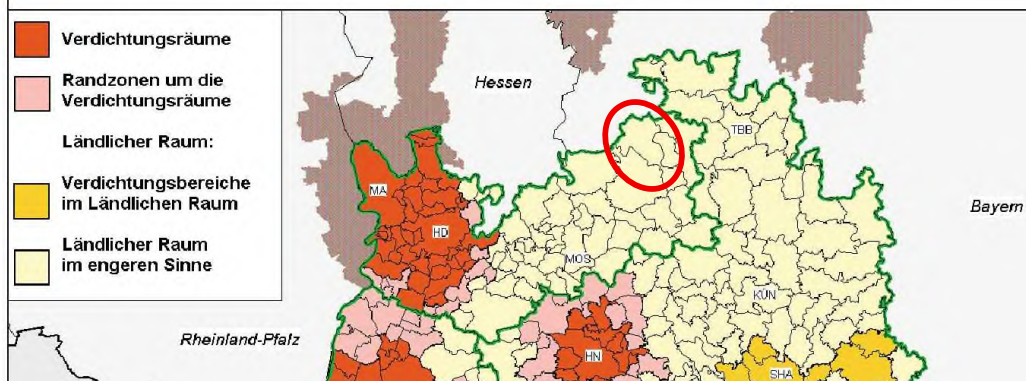 Verdichtungsräume
Randzonen um die
Verdichtungsräume
Ländlicher Raum:
Verdichtungsbereiche
im Ländlichen Raum
Ländlicher Raum
im engeren Sinne
Hessen
TBB
MA
Bayern
HD
MOS
KÜN
Rheinland-Pfalz
HN
SHA